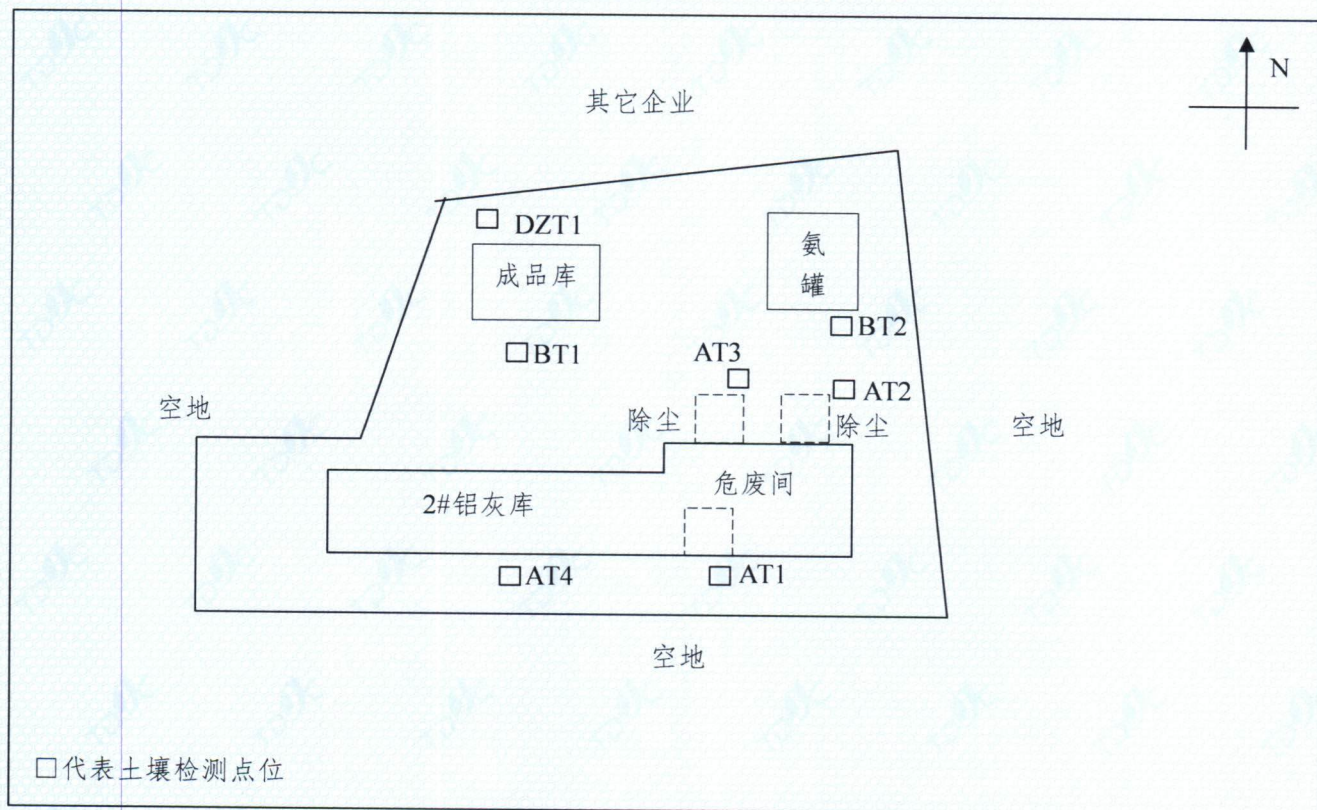 N
其它企业
DZT1
成品库
氨
罐
BT2
BT1
AT3
AT2
空地
除尘
除尘
空地
危废间
2#铝灰库
AT4
AT1
空地
□代表土壤检测点位